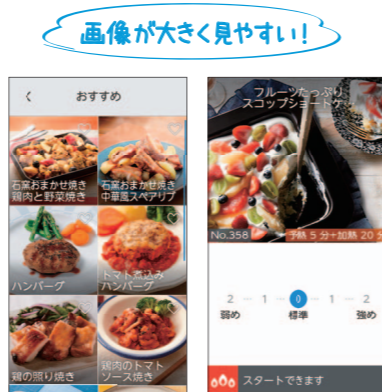 画像が大きく見やすい!
おすすめ
石窯おまかせ焼き
鶏肉と野菜焼き
石窯おまかせ焼き
中華風スペアリブ
ハンバーグ
トマト煮込み
ハンバーグ
鶏の照り焼き
鶏肉のトマト
ソース焼き
フルーツたっぷり
スコップショートケ
No.358
予熱 5 分+加熱 20 分
2 - 1 - 0 - 1 - 2
弱め 標準 強め
スタートできます